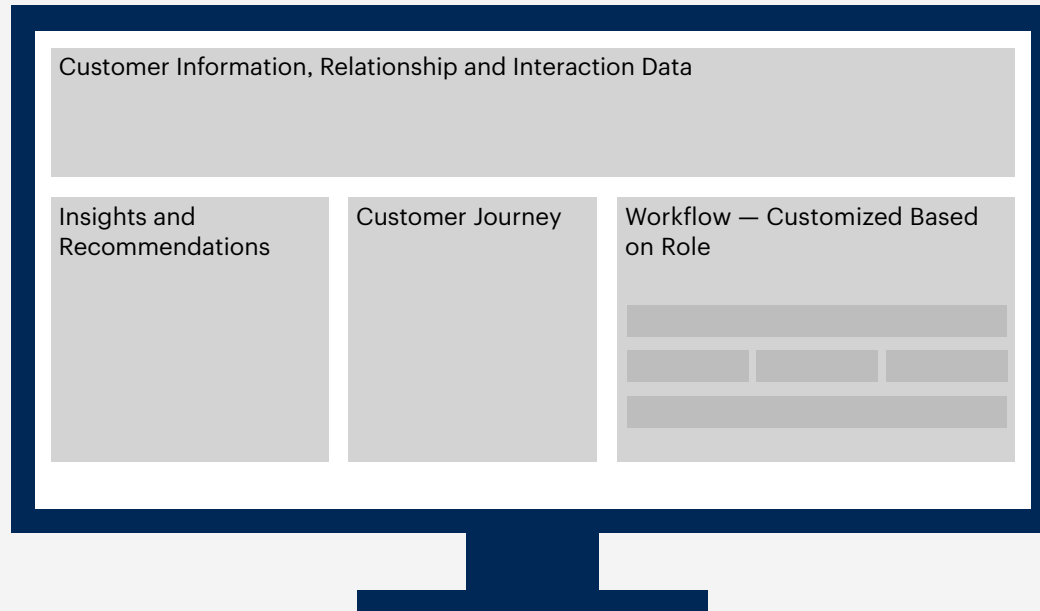 Customer Information, Relationship and Interaction Data
Insights and
Recommendations
Customer Journey
Workflow — Customized Based
on Role